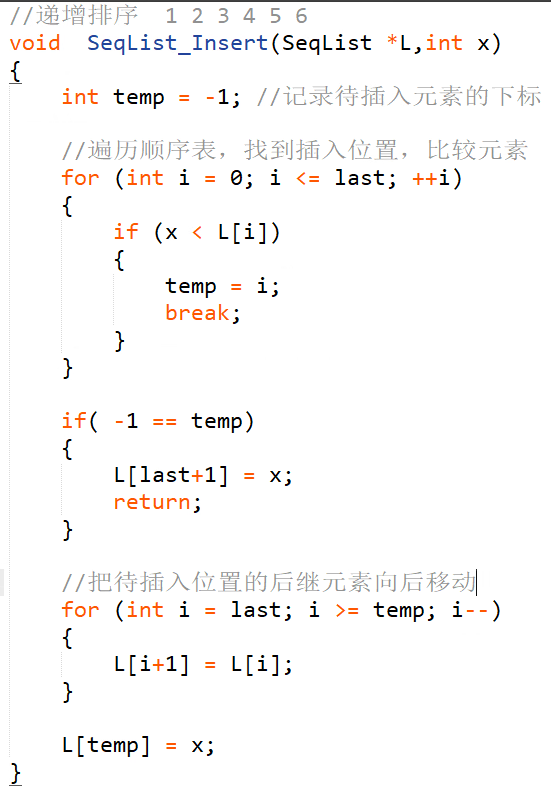 //递增排序  1 2 3 4 5 6
void  SeqList_Insert(SeqList *L,int x)
{
    int temp = -1; //记录待插入元素的下标
    //遍历顺序表，找到插入位置，比较元素
    for (int i = 0; i <= last; ++i)
    {
        if (x < L[i])
        {
            temp = i;
            break;
        }
    }
    if( -1 == temp)
    {
        L[last+1] = x;
        return;
    }
    //把待插入位置的后继元素向后移动
    for (int i = last; i >= temp; i--)
    {
        L[i+1] = L[i];
    }
    L[temp] = x;
}